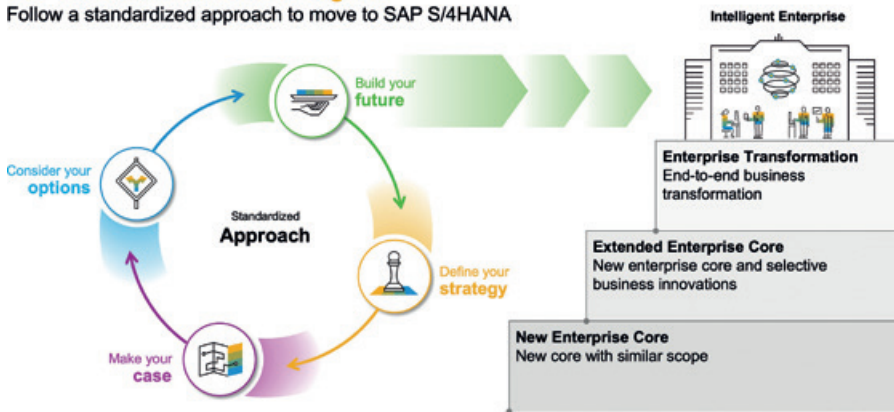 Follow a standardized approach to move to SAP S/4HANA
Intelligent Enterprise
Build your
future
Consider your
options
Standardized
Approach
Define your
strategy
Make your
case
Enterprise Transformation
End-to-end business
transformation
Extended Enterprise Core
New enterprise core and selective
business innovations
New Enterprise Core
New core with similar scope